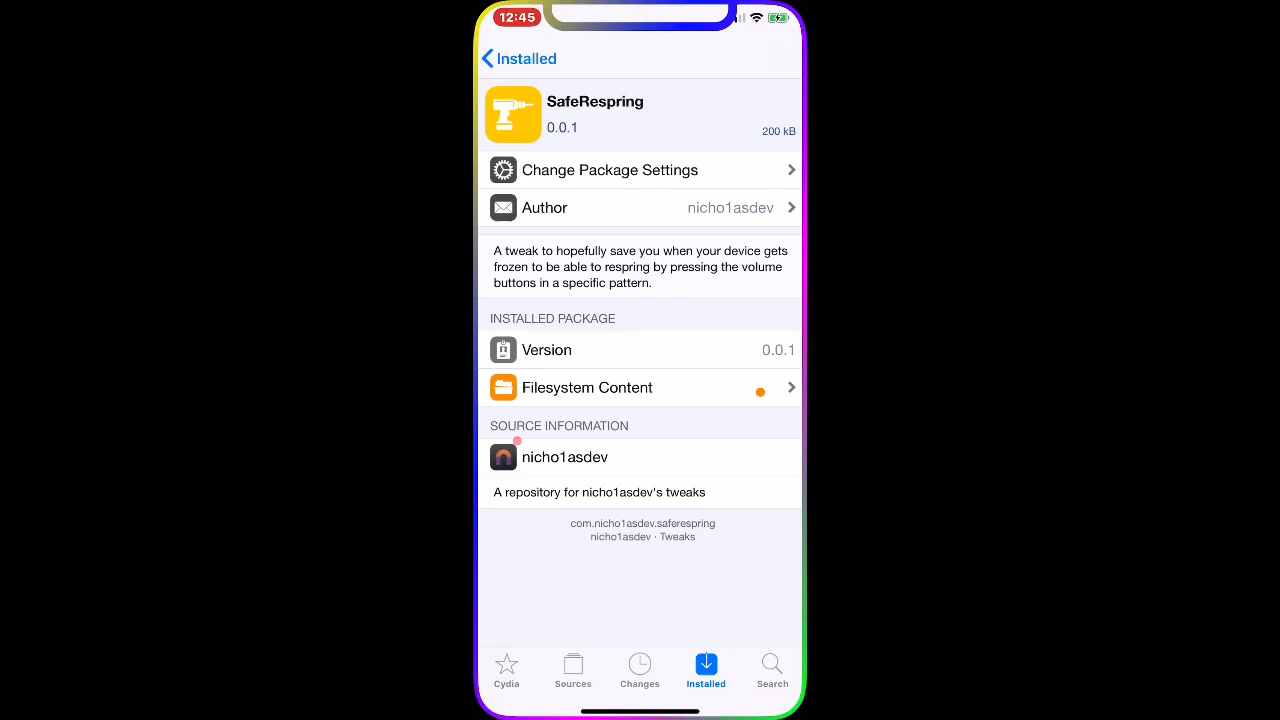 12:45
Installed
SafeRespring
0.0.1
200 kB
Change Package Settings
Author nicho1asdev
A tweak to hopefully save you when your device gets
frozen to be able to respring by pressing the volume
buttons in a specific pattern.
INSTALLED PACKAGE
Version 0.0.1
Filesystem Content
SOURCE INFORMATION
nicho1asdev
A repository for nicho1asdev's tweaks
com.nicho1asdev.saferespring
nicho1asdev · Tweaks
Cydia Sources Changes Installed Search